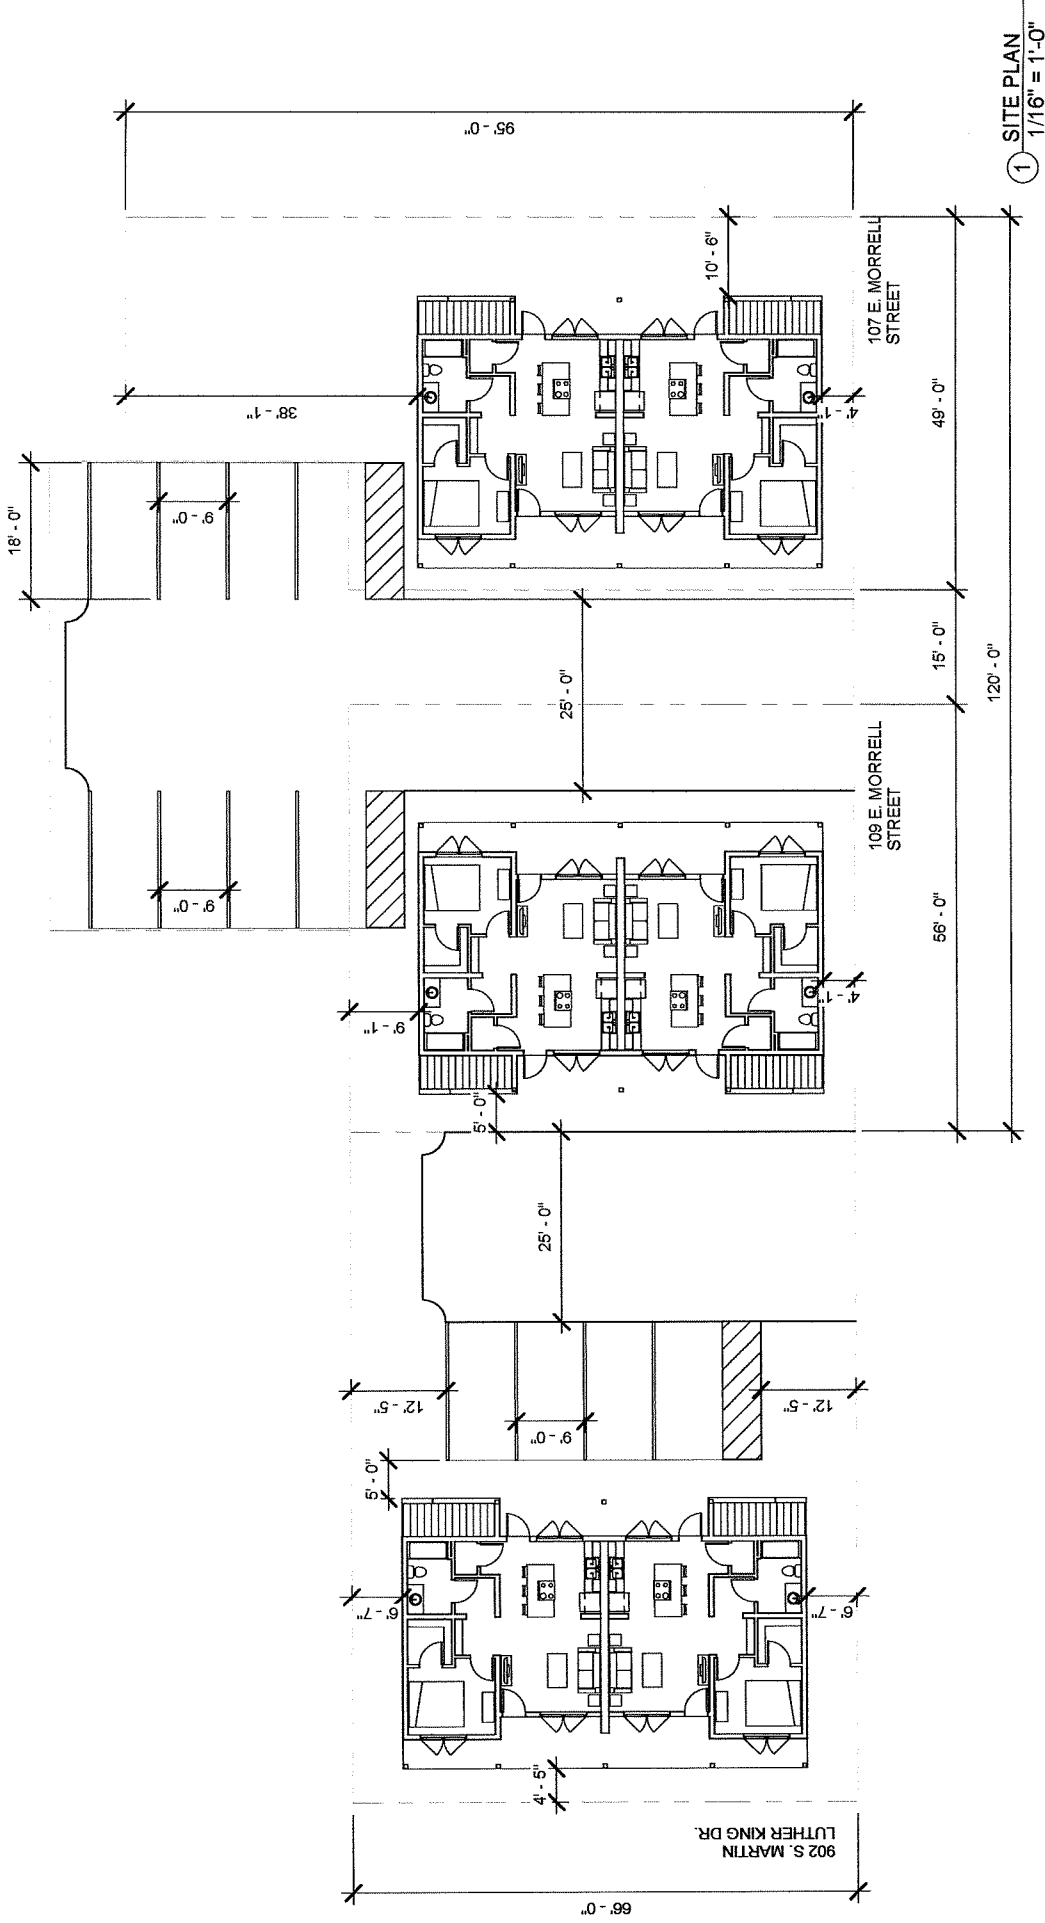 95' - 0"
10' - 6"
107 E. MORRELL
STREET
38' - 1"
4' - 1"
18' - 0"
9' - 0"
49' - 0"
25' - 0"
15' - 0"
120' - 0"
109 E. MORRELL
STREET
9' - 0"
56' - 0"
9' - 1"
4' - 1"
5' - 0"
25' - 0"
12' - 5"
9' - 0"
12' - 5"
5' - 0"
6' - 7"
6' - 7"
4' - 5"
902 S. MARTIN
LUTHER KING DR.
66' - 0"
1 SITE PLAN
1/16" = 1'-0"